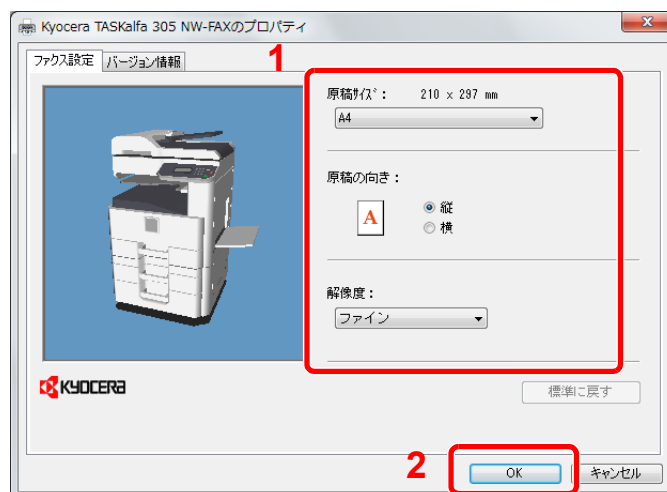 Kyocera TASKalfa 305 NW-FAXのプロパティ
ファクス設定 バージョン情報
1
原稿ｻｲｽﾞ： 210 x 297 mm
A4
原稿の向き：
A
縦
横
解像度：
ファイン
KYOCERA
標準に戻す
2
OK キャンセル